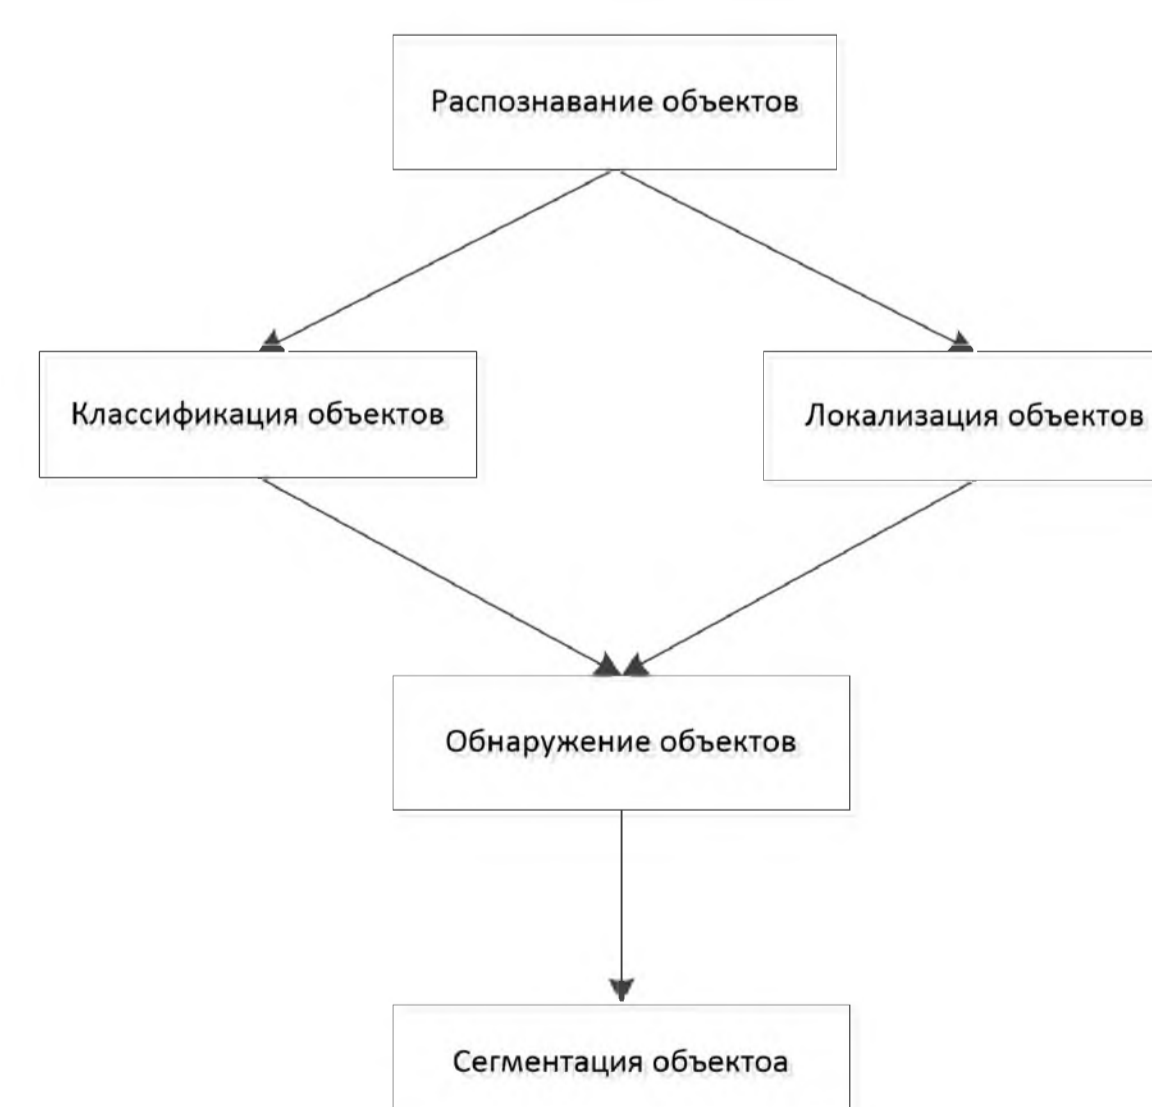 Распознавание объектов
Классификация объектов
Локализация объектов
Обнаружение объектов
Сегментация объектоа